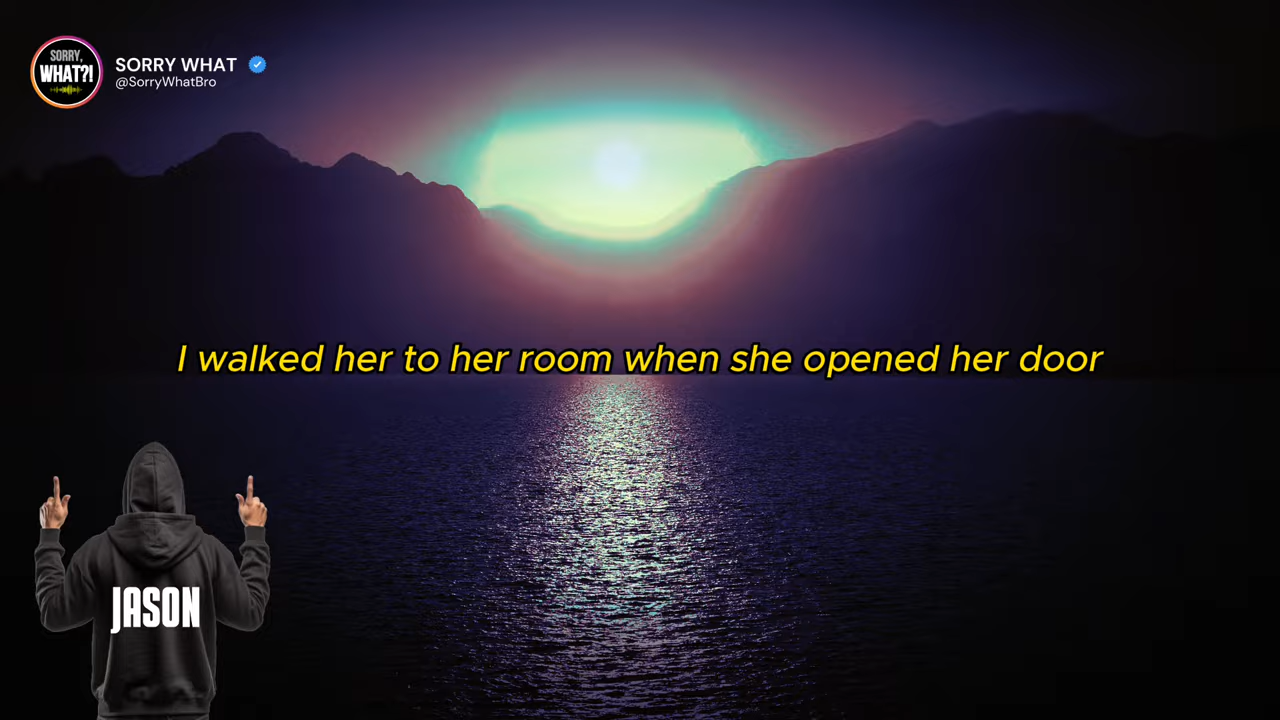 SORRY,
WHAT?!
SORRY WHAT
@SorryWhatBro
I walked her to her room when she opened her door
JASON